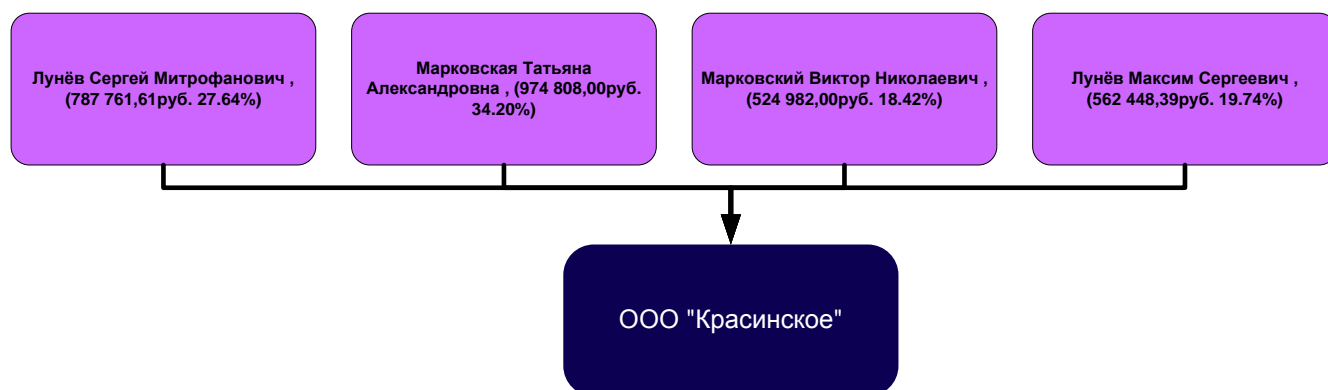 Лунёв Сергей Митрофанович ,
(787 761,61руб. 27.64%)
Марковская Татьяна
Александровна , (974 808,00руб.
34.20%)
Марковский Виктор Николаевич ,
(524 982,00руб. 18.42%)
Лунёв Максим Сергеевич ,
(562 448,39руб. 19.74%)
ООО "Красинское"